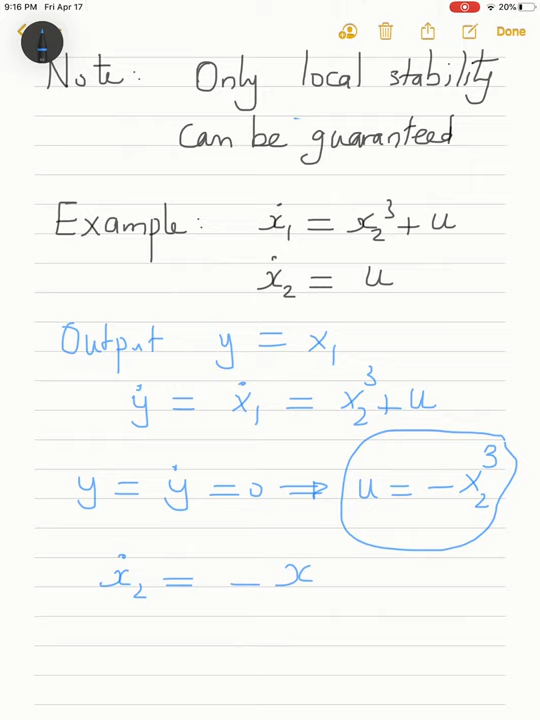 9:16 PM Fri Apr 17
20%
Done
Note: Only local stability
can be guaranteed
Example: ẋ₁ = x₂³ + u
ẋ₂ = u
Output y = x₁
ẏ = ẋ₁ = x₂³ + u
y = ẏ = 0 ⇒ u = -x₂³
ẋ₂ = - x